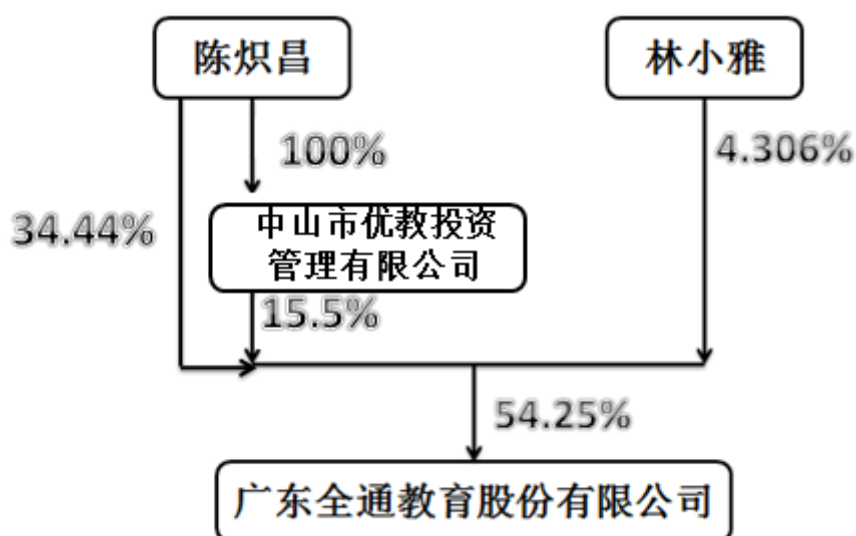 陈炽昌
林小雅
100%
4.306%
34.44%
中山市优教投资
管理有限公司
15.5%
54.25%
广东全通教育股份有限公司